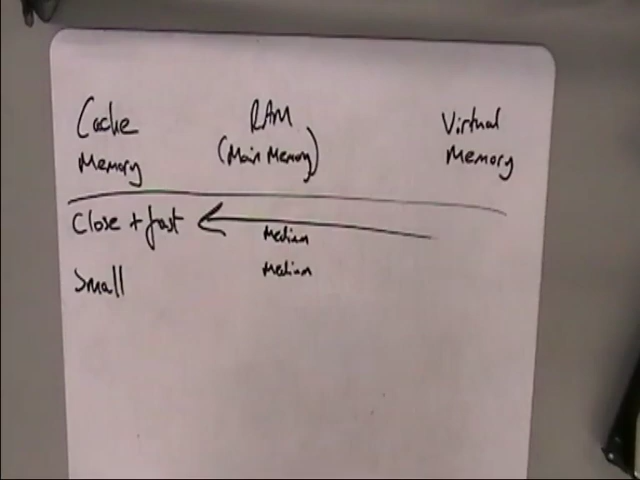 Cache RAM Virtual
Memory (Main Memory) Memory
Close + fast Medium
Small Medium